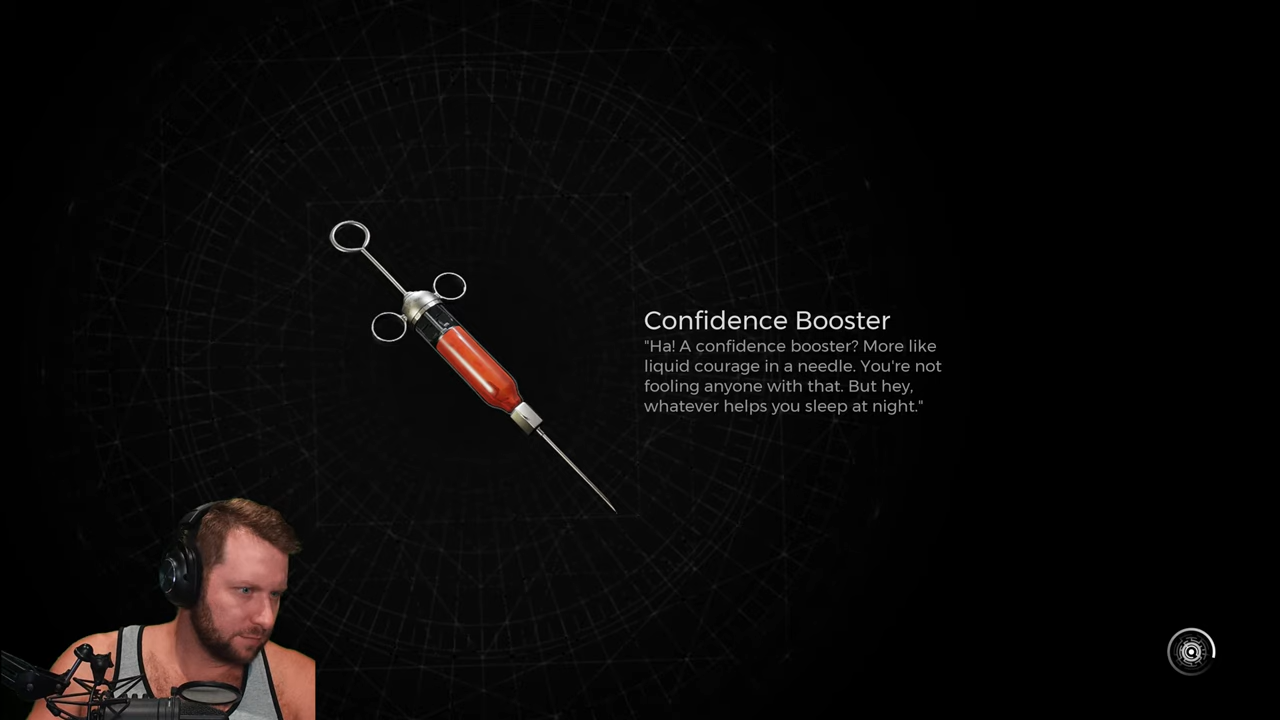 Confidence Booster
"Ha! A confidence booster? More like
liquid courage in a needle. You're not
fooling anyone with that. But hey,
whatever helps you sleep at night."